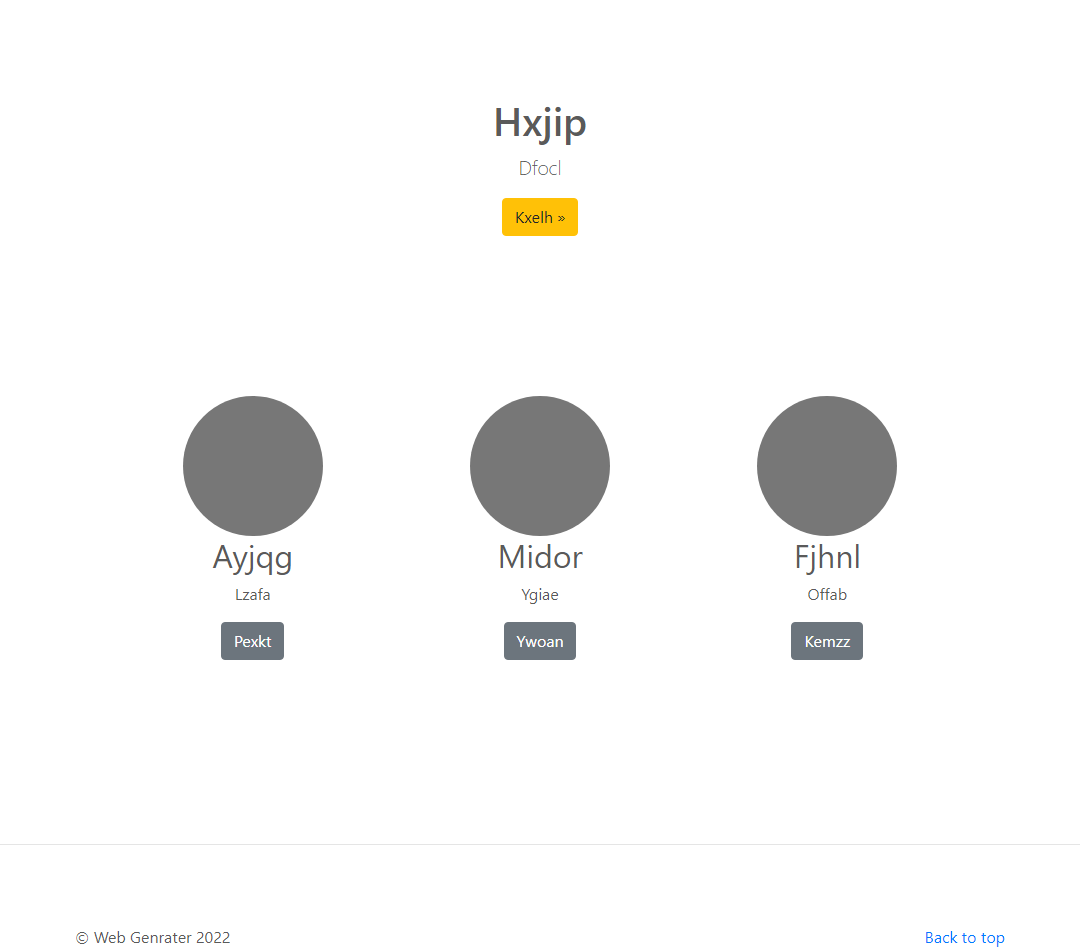 Hxjip
Dfocl
Kxelh »
Ayjqg
Midor
Fjhnl
Lzafa
Ygiae
Offab
Pexkt
Ywoan
Kemzz
© Web Genrater 2022
Back to top